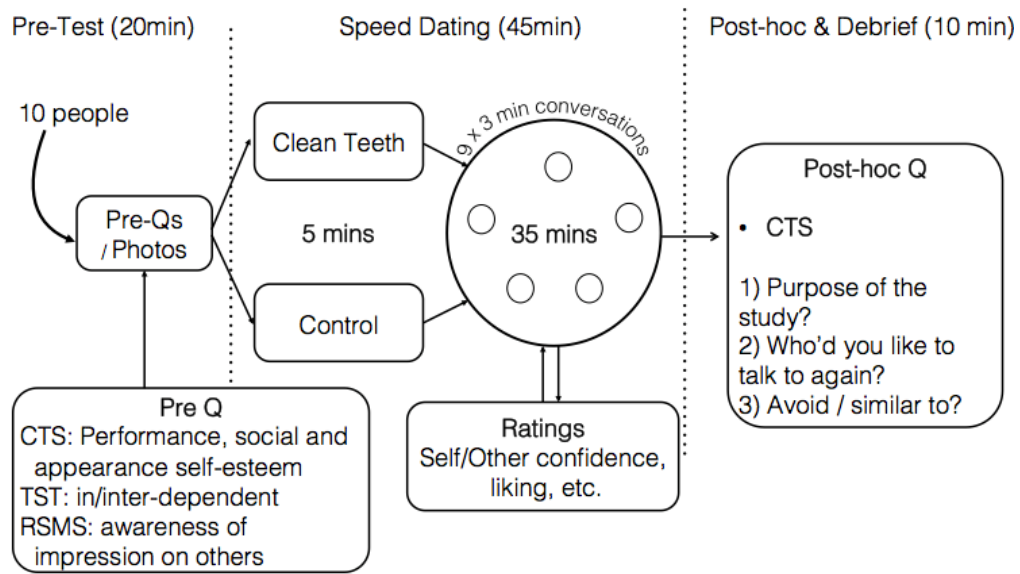 Pre-Test (20min)
Speed Dating (45min)
Post-hoc & Debrief (10 min)
10 people
Pre-Qs
/ Photos
Clean Teeth
5 mins
Control
9 x 3 min conversations
35 mins
Post-hoc Q
• CTS
1) Purpose of the
study?
2) Who'd you like to
talk to again?
3) Avoid / similar to?
Pre Q
CTS: Performance, social and
appearance self-esteem
TST: in/inter-dependent
RSMS: awareness of
impression on others
Ratings
Self/Other confidence,
liking, etc.